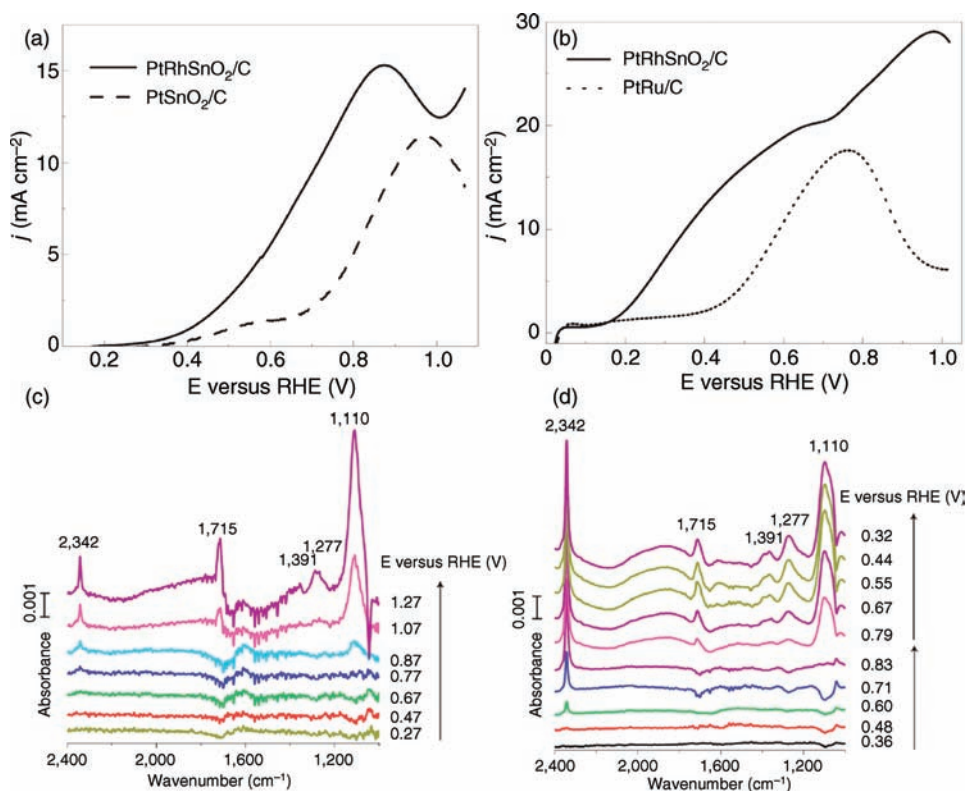 (a)
PtRhSnO₂/C
PtSnO₂/C
15
10
5
0
j (mA cm⁻²)
0.2 0.4 0.6 0.8 1.0
E versus RHE (V)
(b)
PtRhSnO₂/C
PtRu/C
30
20
10
0
j (mA cm⁻²)
0 0.2 0.4 0.6 0.8 1.0
E versus RHE (V)
(c)
1,110
1,715
2,342
1,391
1,277
E versus RHE (V)
1.27
1.07
0.87
0.77
0.67
0.47
0.27
0.001
Absorbance
2,400 2,000 1,600 1,200
Wavenumber (cm⁻¹)
(d)
2,342
1,110
1,715
1,391
1,277
E versus RHE (V)
0.32
0.44
0.55
0.67
0.79
0.83
0.71
0.60
0.48
0.36
0.001
Absorbance
2,400 2,000 1,600 1,200
Wavenumber (cm⁻¹)